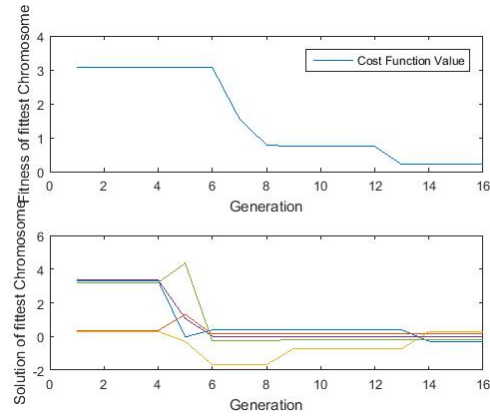 Fitness of fittest Chromosome
4
3
2
1
0
Cost Function Value
0 2 4 6 8 10 12 14 16
Generation
Solution of fittest Chromosome
6
4
2
0
-2
0 2 4 6 8 10 12 14 16
Generation